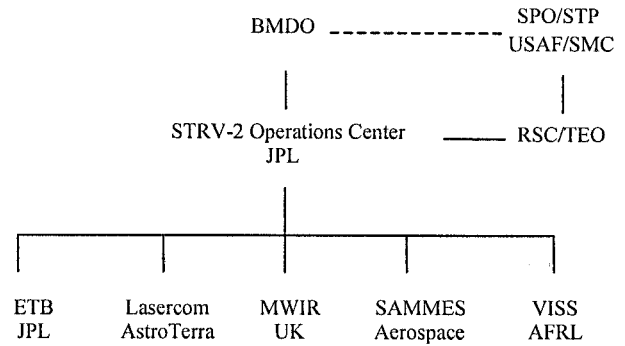 BMDO
SPO/STP
USAF/SMC
STRV-2 Operations Center
JPL
RSC/TEO
ETB
JPL
Lasercom
AstroTerra
MWIR
UK
SAMMES
Aerospace
VISS
AFRL